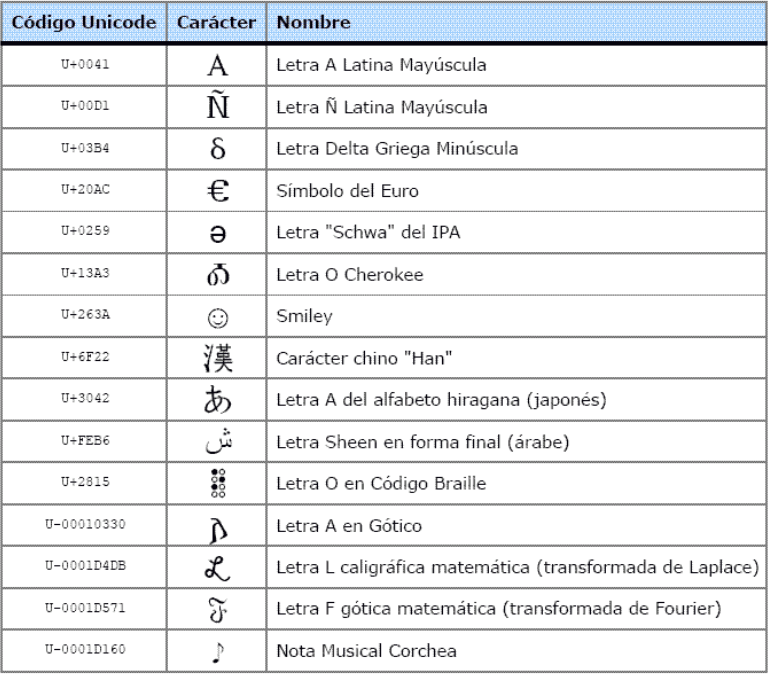 Código Unicode Carácter Nombre
U+0041 A Letra A Latina Mayúscula
U+00D1 Ñ Letra Ñ Latina Mayúscula
U+03B4 δ Letra Delta Griega Minúscula
U+20AC € Símbolo del Euro
U+0259 ə Letra "Schwa" del IPA
U+13A3 Ꭳ Letra O Cherokee
U+263A ☺ Smiley
U+6F22 漢 Carácter chino "Han"
U+3042 あ Letra A del alfabeto hiragana (japonés)
U+FEB6 ﺶ Letra Sheen en forma final (árabe)
U+2815 ⠕ Letra O en Código Braille
U-00010330 𐌰 Letra A en Gótico
U-0001D4DB 𝓛 Letra L caligráfica matemática (transformada de Laplace)
U-0001D571 𝕱 Letra F gótica matemática (transformada de Fourier)
U-0001D160 𝅘𝅥𝅮 Nota Musical Corchea